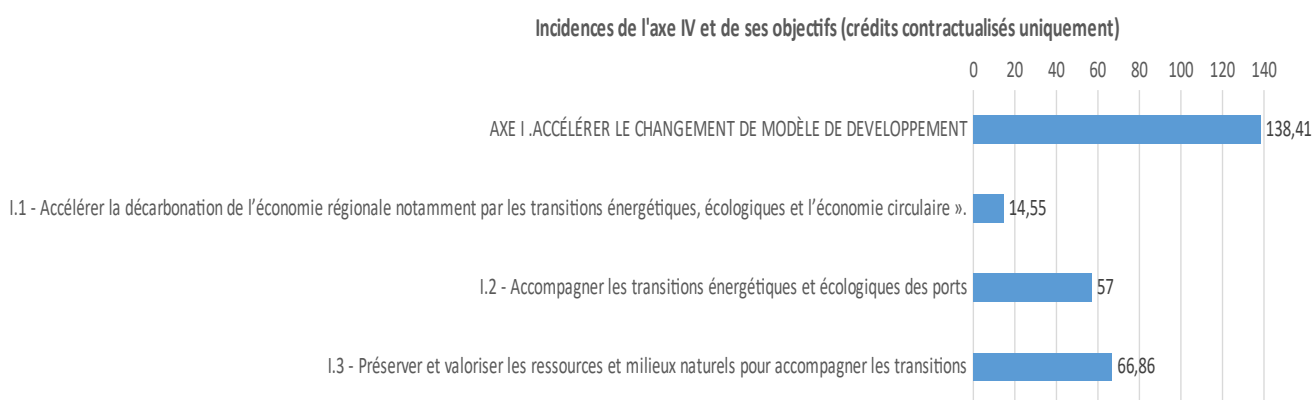 Incidences de l'axe IV et de ses objectifs (crédits contractualisés uniquement)
0 20 40 60 80 100 120 140
AXE I .ACCÉLÉRER LE CHANGEMENT DE MODÈLE DE DEVELOPPEMENT 138,41
I.1 - Accélérer la décarbonation de l’économie régionale notamment par les transitions énergétiques, écologiques et l’économie circulaire ». 14,55
I.2 - Accompagner les transitions énergétiques et écologiques des ports 57
I.3 - Préserver et valoriser les ressources et milieux naturels pour accompagner les transitions 66,86